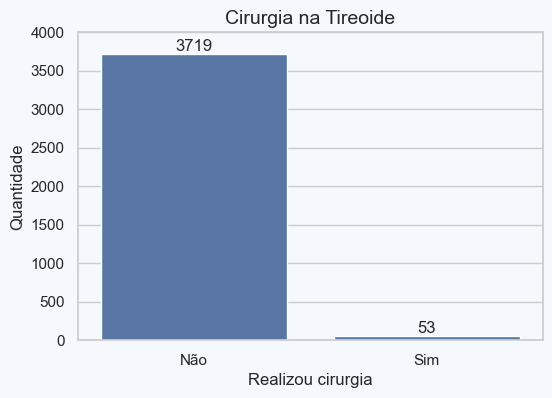 Cirurgia na Tireoide
4000
3500
3000
2500
2000
1500
1000
500
0
Quantidade
3719
53
Não
Sim
Realizou cirurgia